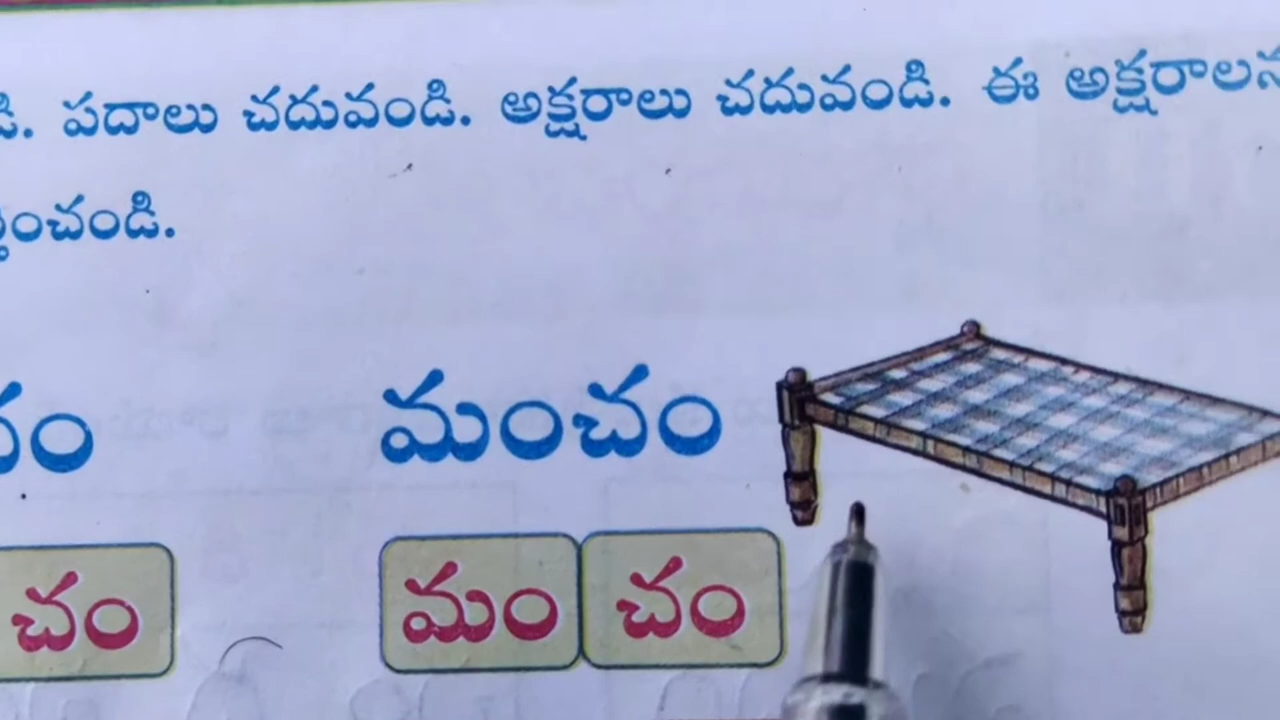 పదాలు చదువండి. అక్షరాలు చదువండి. ఈ
మంచం
చం మం చం